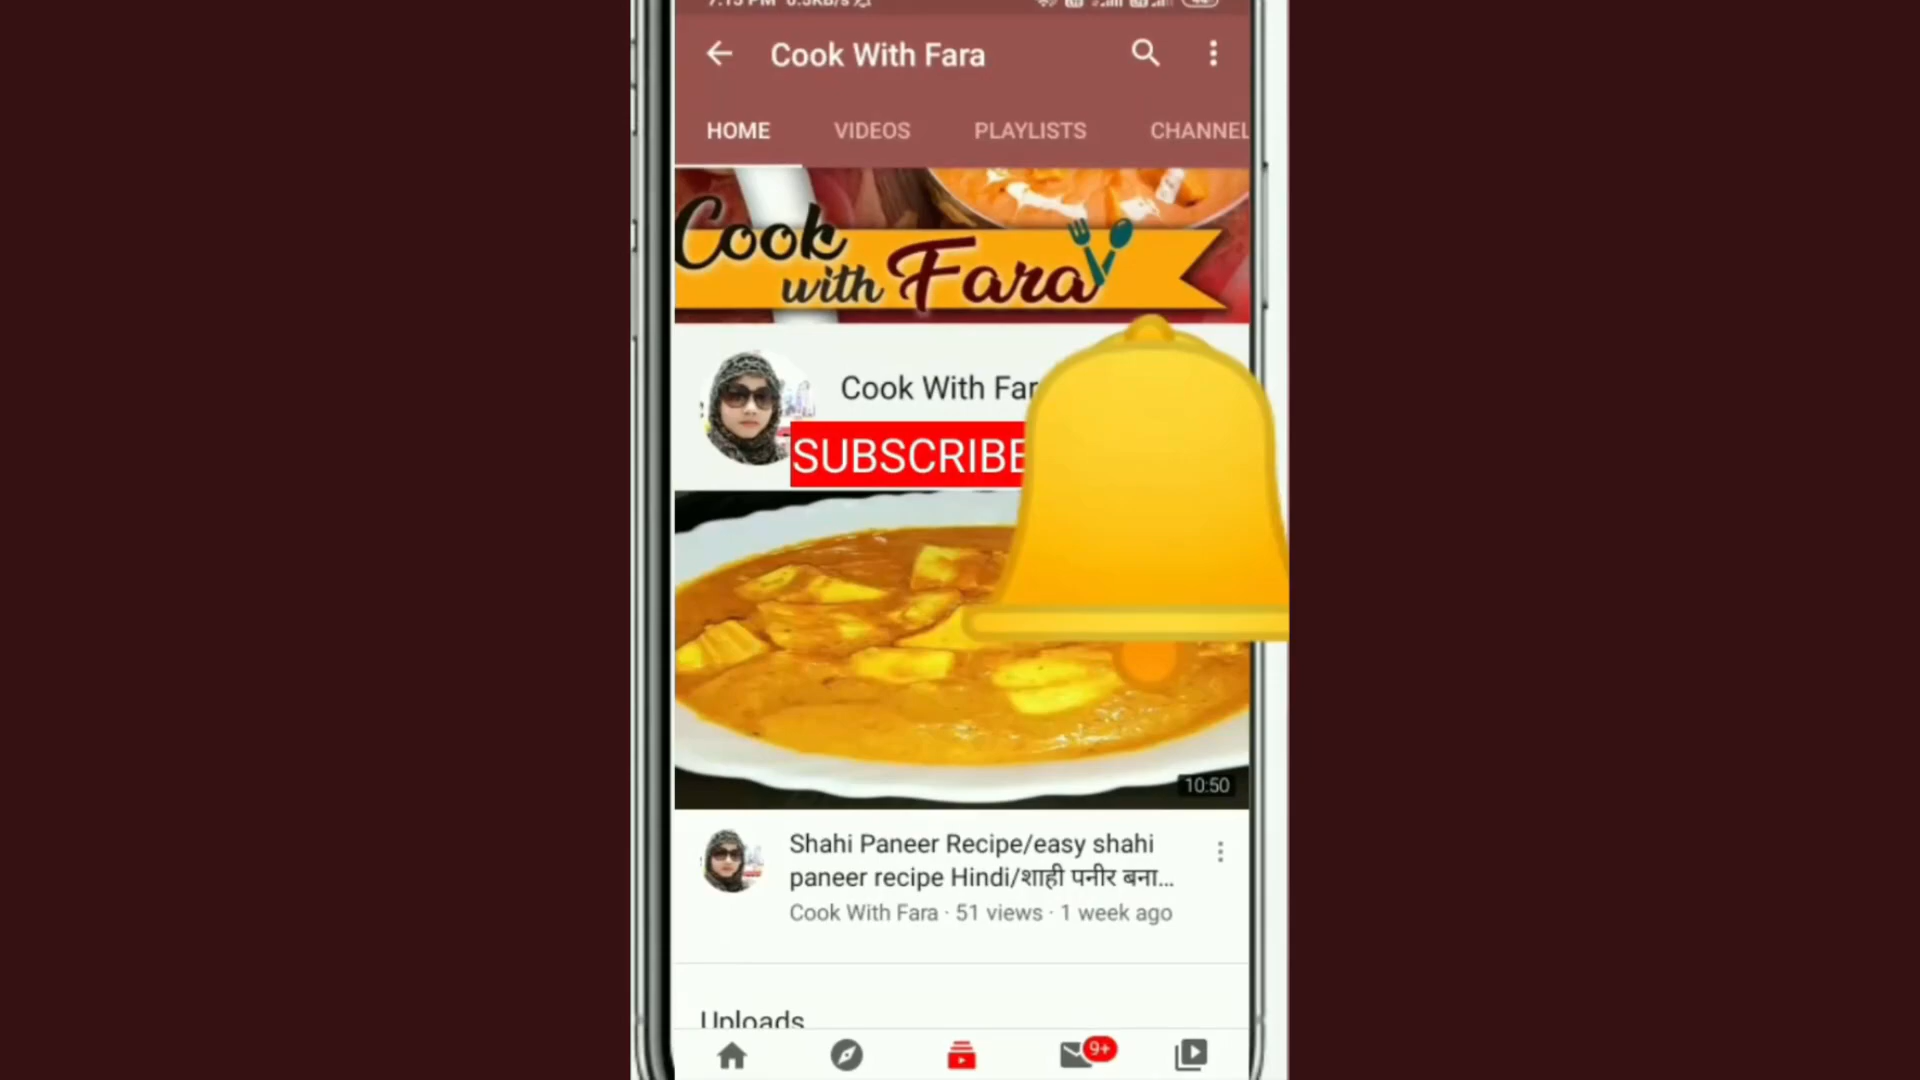 Cook With Fara
HOME VIDEOS PLAYLISTS CHANNEL
Cook
with Fara
Cook With Far
SUBSCRIBE
10:50
Shahi Paneer Recipe/easy shahi
paneer recipe Hindi/शाही पनीर बना...
Cook With Fara · 51 views · 1 week ago
Uploads
9+